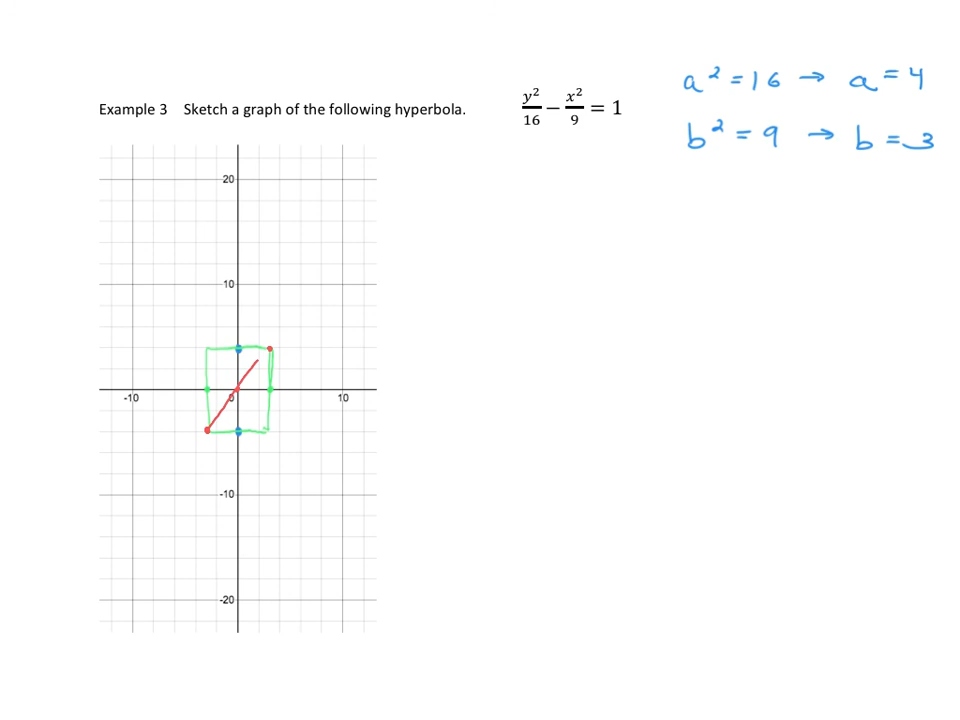 a² = 16 → a = 4
Example 3 Sketch a graph of the following hyperbola. y²/16 − x²/9 = 1
b² = 9 → b = 3
20
10
-10 0 10
-10
-20